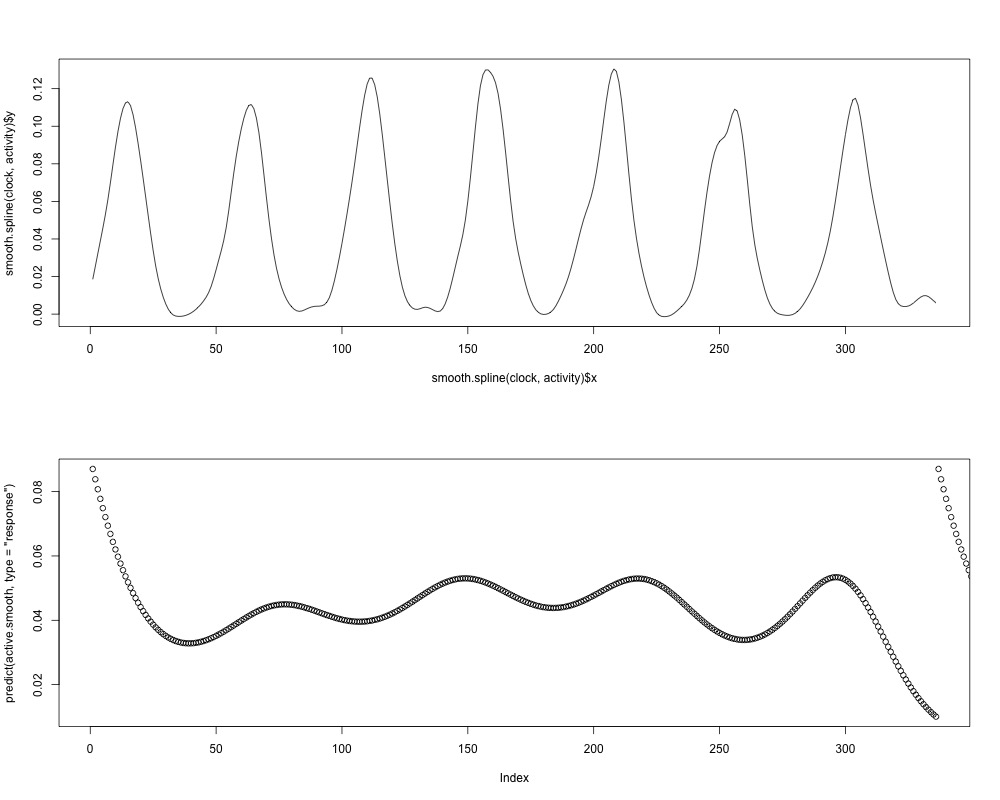 smooth.spline(clock, activity)$y
0.00 0.02 0.04 0.06 0.08 0.10 0.12
0 50 100 150 200 250 300
smooth.spline(clock, activity)$x
predict(active.smooth, type = "response")
0.02 0.04 0.06 0.08
0 50 100 150 200 250 300
Index